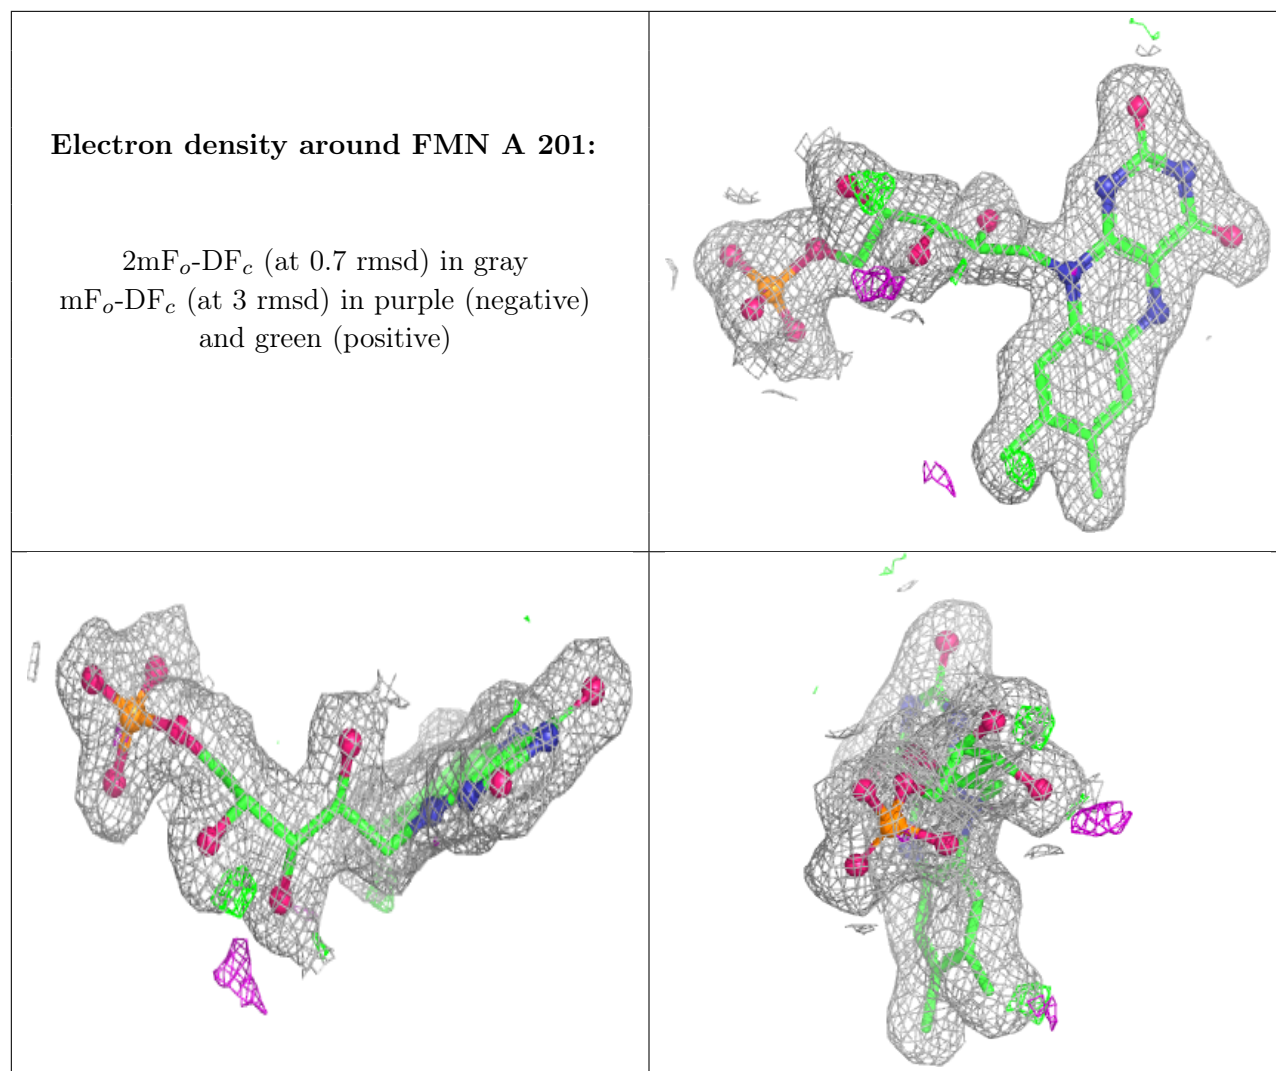 Electron density around FMN A 201:
2mFo-DFc (at 0.7 rmsd) in gray
mFo-DFc (at 3 rmsd) in purple (negative)
and green (positive)